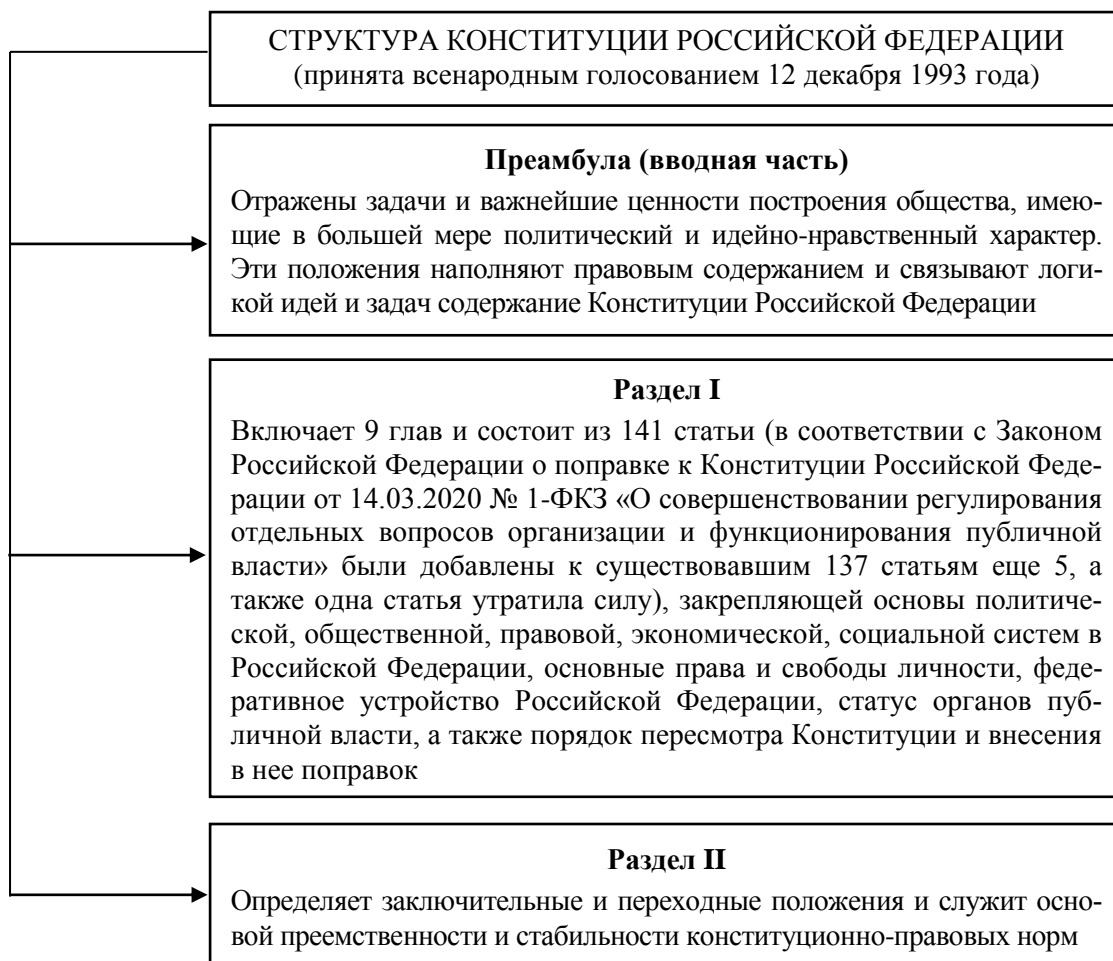 СТРУКТУРА КОНСТИТУЦИИ РОССИЙСКОЙ ФЕДЕРАЦИИ
(принята всенародным голосованием 12 декабря 1993 года)
Преамбула (вводная часть)
Отражены задачи и важнейшие ценности построения общества, имею-
щие в большей мере политический и идейно-нравственный характер.
Эти положения наполняют правовым содержанием и связывают логи-
кой идей и задач содержание Конституции Российской Федерации
Раздел I
Включает 9 глав и состоит из 141 статьи (в соответствии с Законом
Российской Федерации о поправке к Конституции Российской Феде-
рации от 14.03.2020 № 1-ФКЗ «О совершенствовании регулирования
отдельных вопросов организации и функционирования публичной
власти» были добавлены к существовавшим 137 статьям еще 5, а
также одна статья утратила силу), закрепляющей основы политиче-
ской, общественной, правовой, экономической, социальной систем в
Российской Федерации, основные права и свободы личности, феде-
ративное устройство Российской Федерации, статус органов пуб-
личной власти, а также порядок пересмотра Конституции и внесения
в нее поправок
Раздел II
Определяет заключительные и переходные положения и служит осно-
вой преемственности и стабильности конституционно-правовых норм